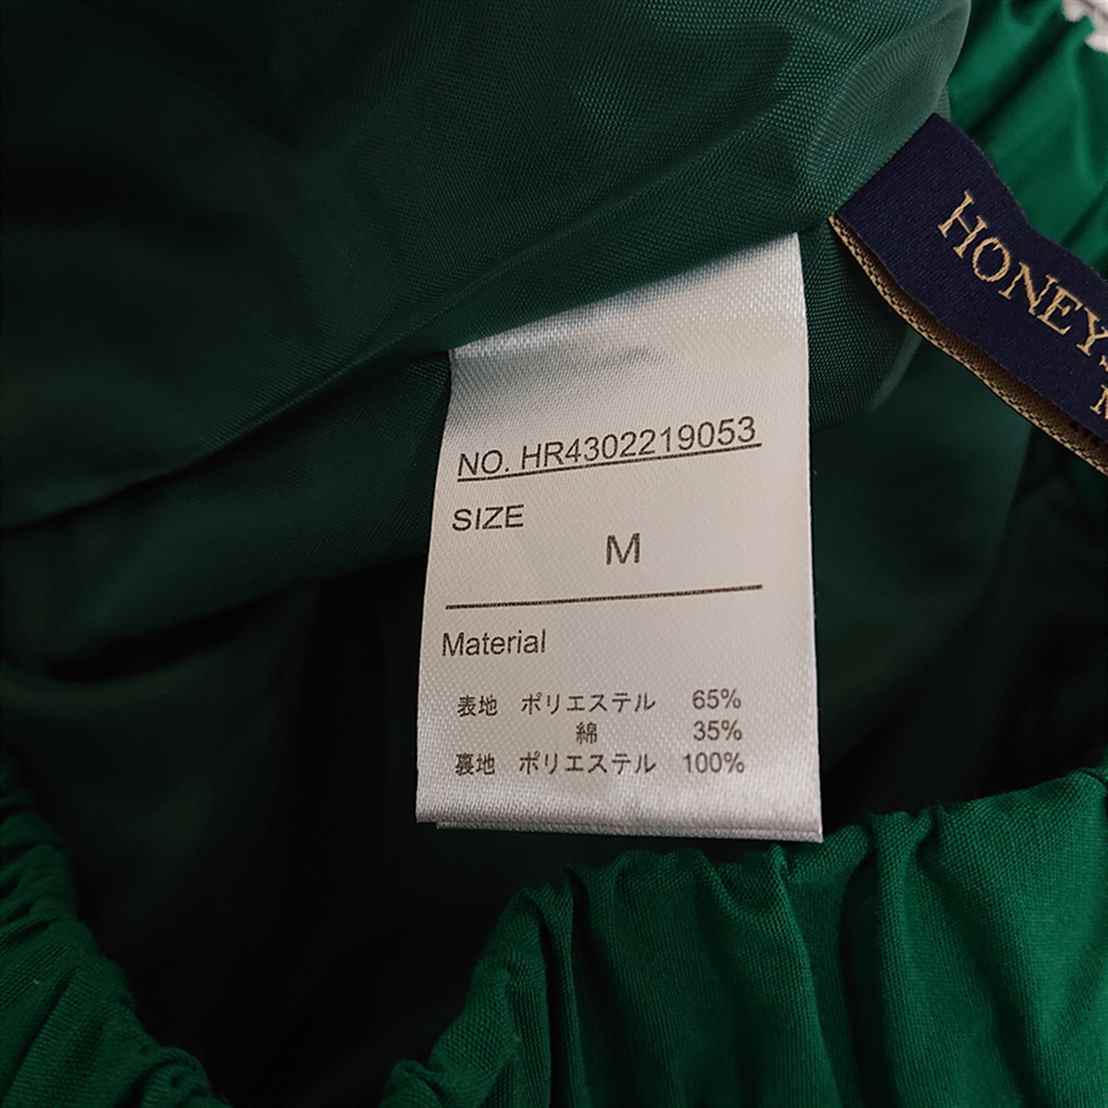 HONEYS
NO. HR4302219053
SIZE
M
Material
表地 ポリエステル 65%
綿 35%
裏地 ポリエステル 100%